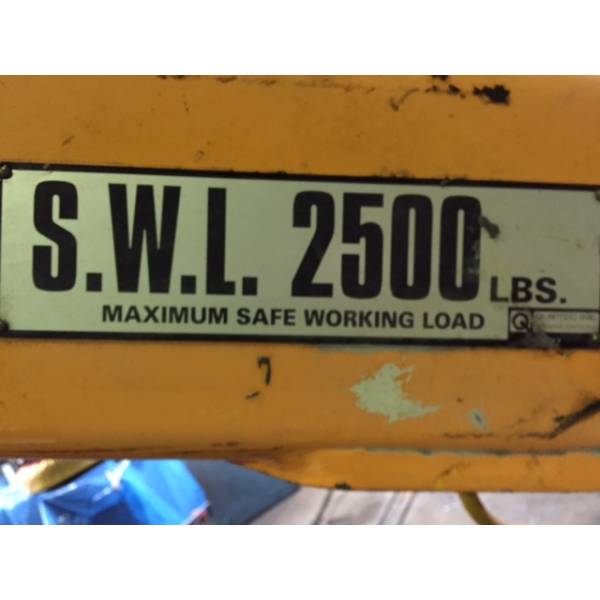 S.W.L. 2500 LBS.
MAXIMUM SAFE WORKING LOAD
Q